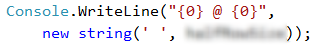 Console.WriteLine("{0} @ {0}",
new string(' ', ));